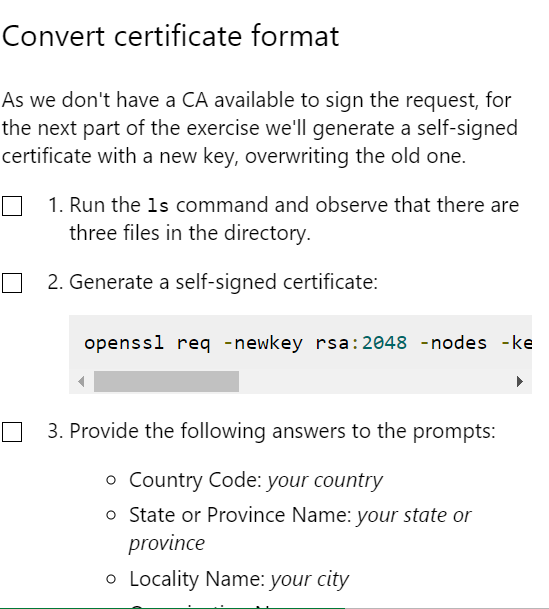 Convert certificate format
As we don't have a CA available to sign the request, for
the next part of the exercise we'll generate a self-signed
certificate with a new key, overwriting the old one.
1. Run the ls command and observe that there are
three files in the directory.
2. Generate a self-signed certificate:
openssl req -newkey rsa:2048 -nodes -ke
3. Provide the following answers to the prompts:
Country Code: your country
State or Province Name: your state or
province
Locality Name: your city